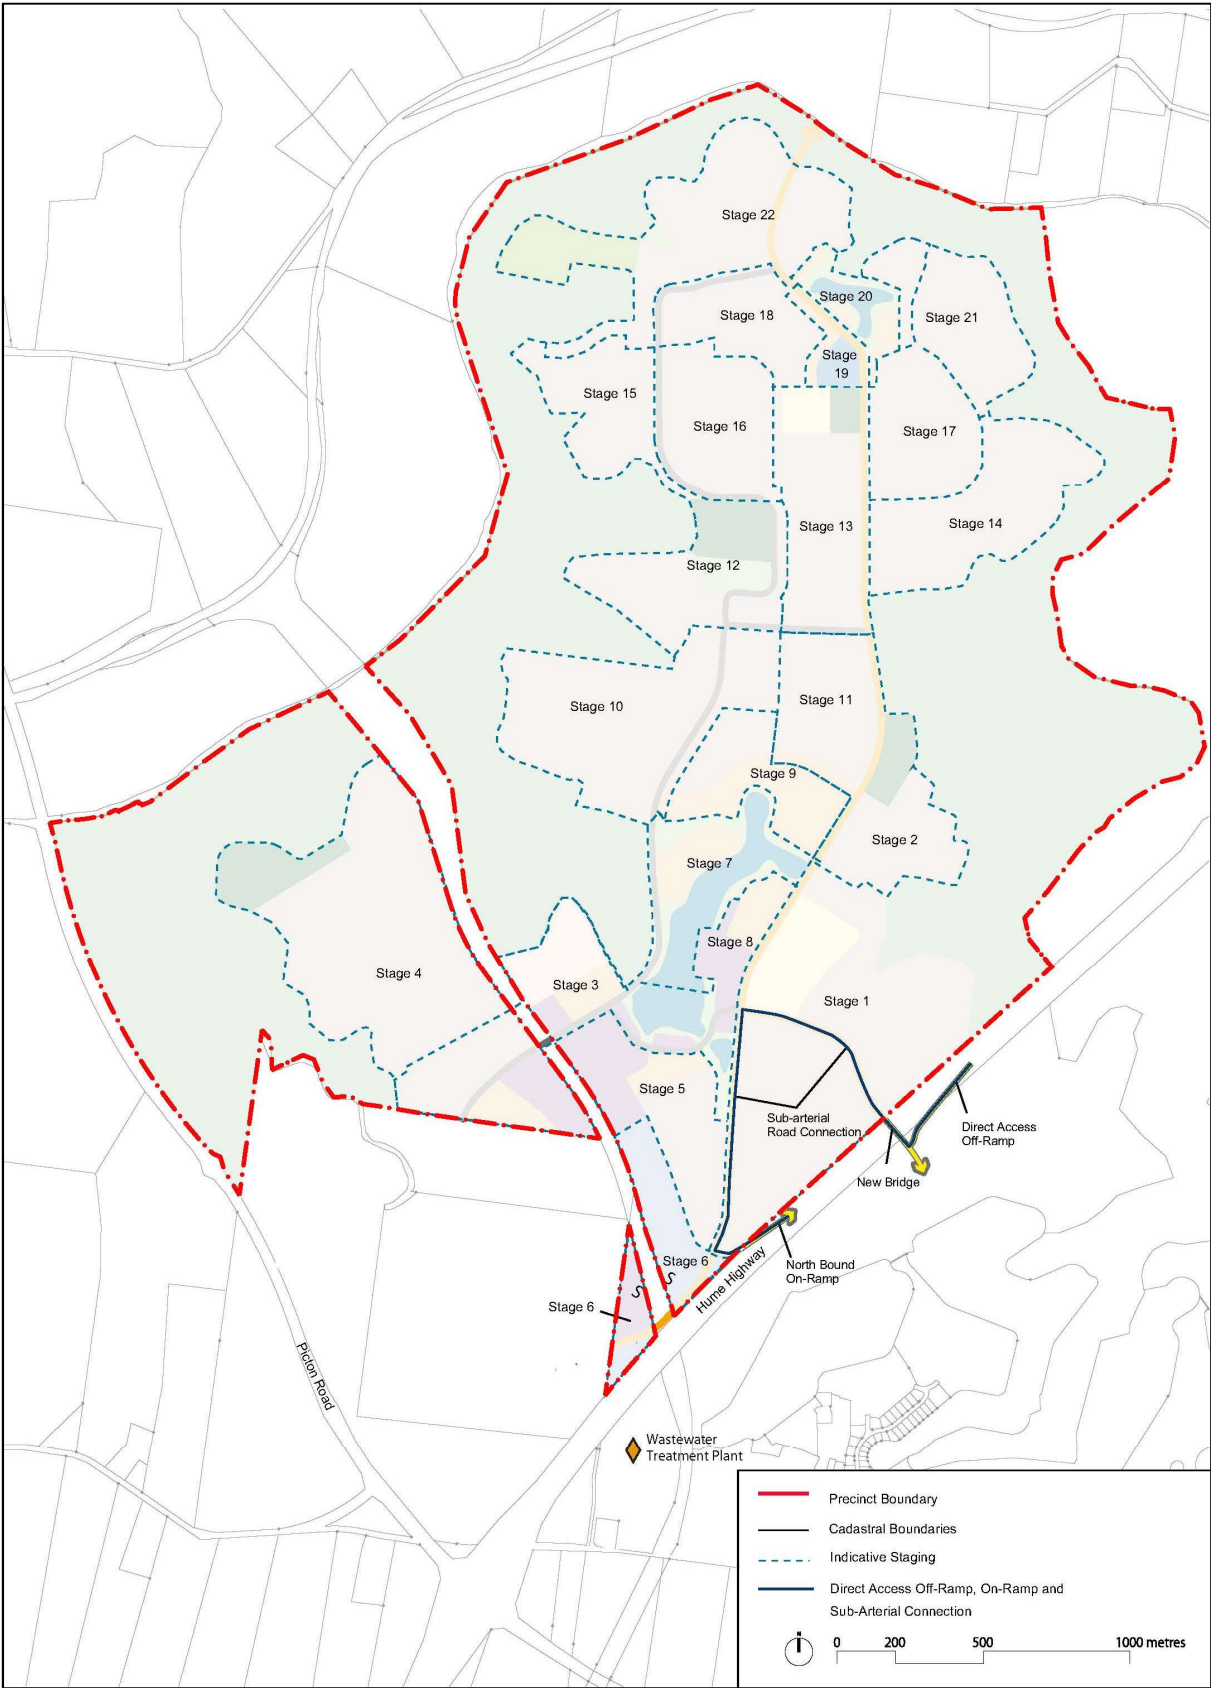 Stage 22
Stage 20
Stage 18
Stage 21
Stage
19
Stage 15
Stage 16
Stage 17
Stage 13
Stage 14
Stage 12
Stage 11
Stage 10
Stage 9
Stage 2
Stage 7
Stage 8
Stage 4
Stage 3
Stage 1
Stage 5
Sub-arterial
Road Connection
Direct Access
Off-Ramp
New Bridge
Stage 6
North Bound
On-Ramp
Hume Highway
S
S
Stage 6
Picton Road
Wastewater
Treatment Plant
Precinct Boundary
Cadastral Boundaries
Indicative Staging
Direct Access Off-Ramp, On-Ramp and
Sub-Arterial Connection
N
0 200 500 1000 metres